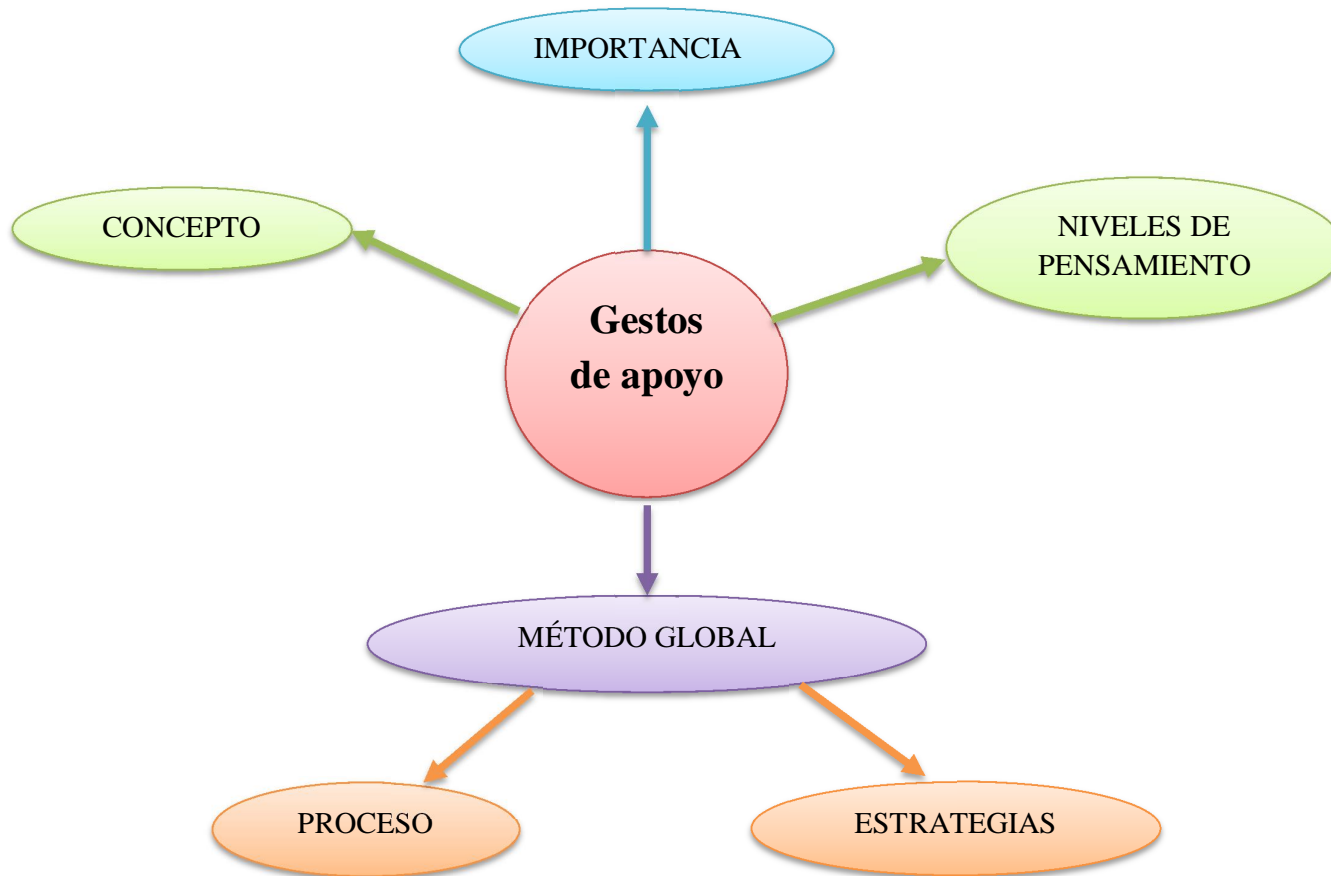 IMPORTANCIA
CONCEPTO
NIVELES DE
PENSAMIENTO
Gestos
de apoyo
MÉTODO GLOBAL
PROCESO
ESTRATEGIAS